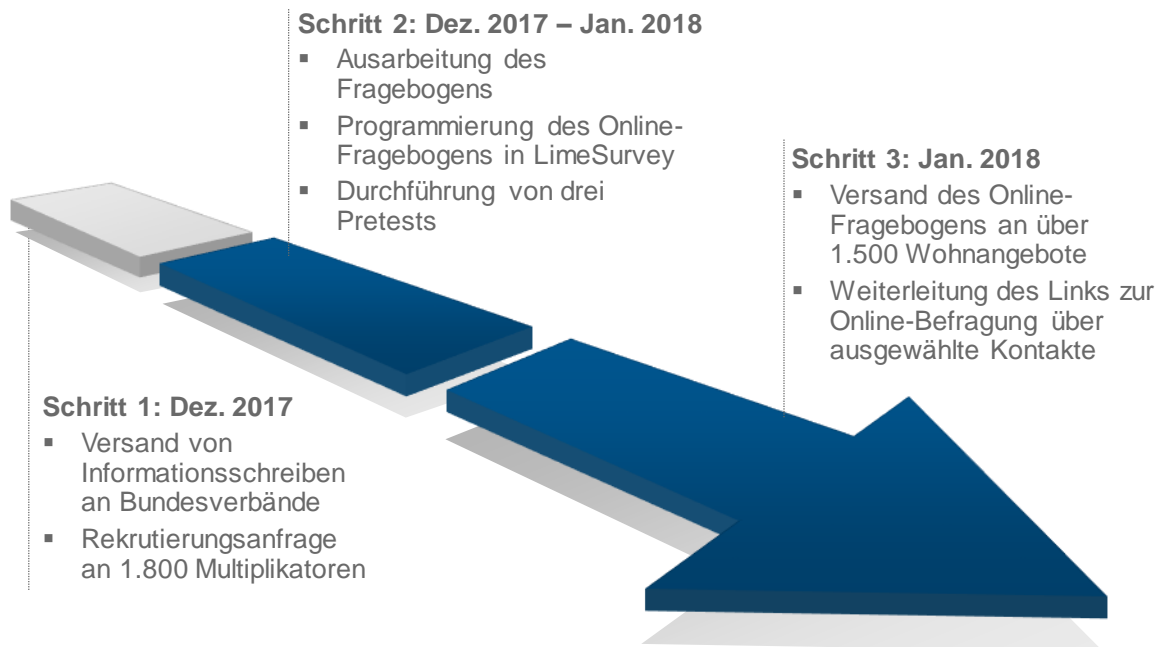 Schritt 2: Dez. 2017 – Jan. 2018
▪ Ausarbeitung des
Fragebogens
▪ Programmierung des Online-
Fragebogens in LimeSurvey
▪ Durchführung von drei
Pretests
Schritt 3: Jan. 2018
▪ Versand des Online-
Fragebogens an über
1.500 Wohnangebote
▪ Weiterleitung des Links zur
Online-Befragung über
ausgewählte Kontakte
Schritt 1: Dez. 2017
▪ Versand von
Informationsschreiben
an Bundesverbände
▪ Rekrutierungsanfrage
an 1.800 Multiplikatoren